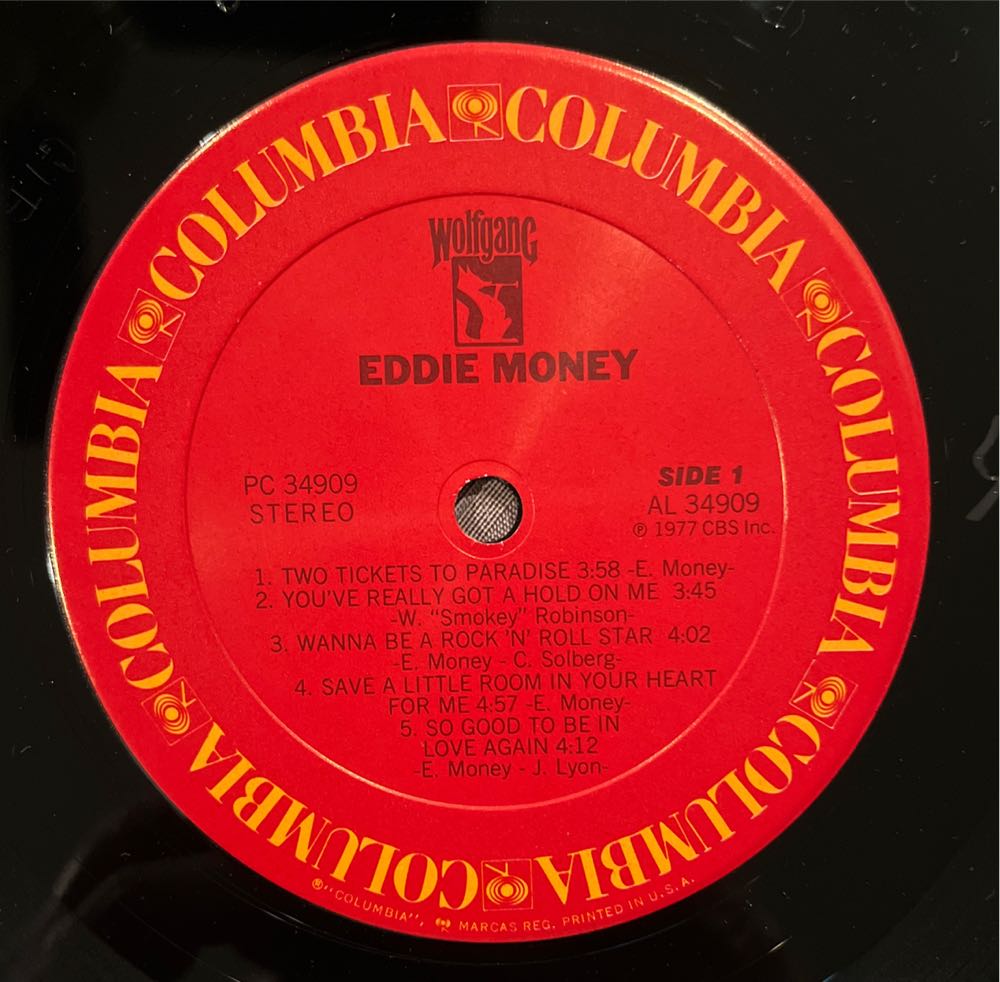 COLUMBIA COLUMBIA COLUMBIA COLUMBIA COLUMBIA COLUMBIA COLUMBIA
wolfgang
EDDIE MONEY
PC 34909
STEREO
SiDE 1
AL 34909
℗ 1977 CBS Inc.
1. TWO TICKETS TO PARADISE 3:58 -E. Money-
2. YOU'VE REALLY GOT A HOLD ON ME 3:45
-W. "Smokey" Robinson-
3. WANNA BE A ROCK 'N' ROLL STAR 4:02
-E. Money - C. Solberg-
4. SAVE A LITTLE ROOM IN YOUR HEART
FOR ME 4:57 -E. Money-
5. SO GOOD TO BE IN
LOVE AGAIN 4:12
-E. Money - J. Lyon-
®"COLUMBIA", MARCAS REG. PRINTED IN U.S.A.